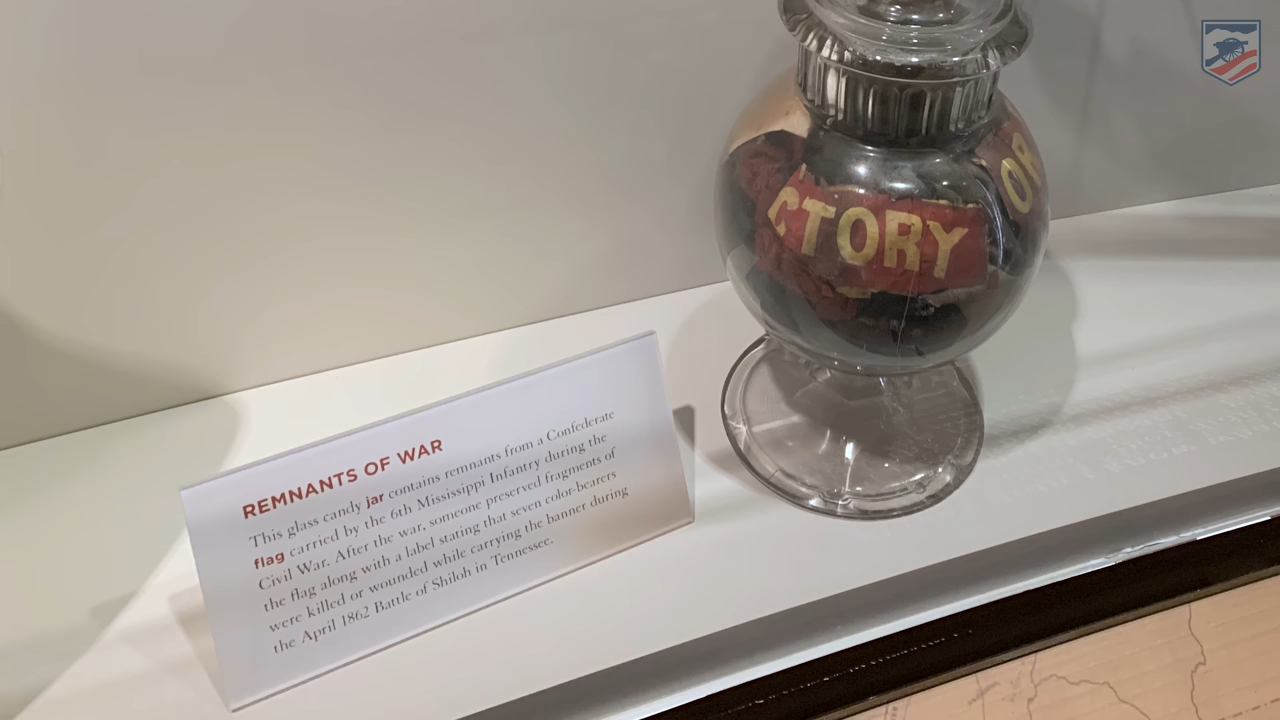 CTORY
OR
REMNANTS OF WAR
This glass candy jar contains remnants from a Confederate
flag carried by the 6th Mississippi Infantry during the
Civil War. After the war, someone preserved fragments of
the flag along with a label stating that seven color-bearers
were killed or wounded while carrying the banner during
the April 1862 Battle of Shiloh in Tennessee.